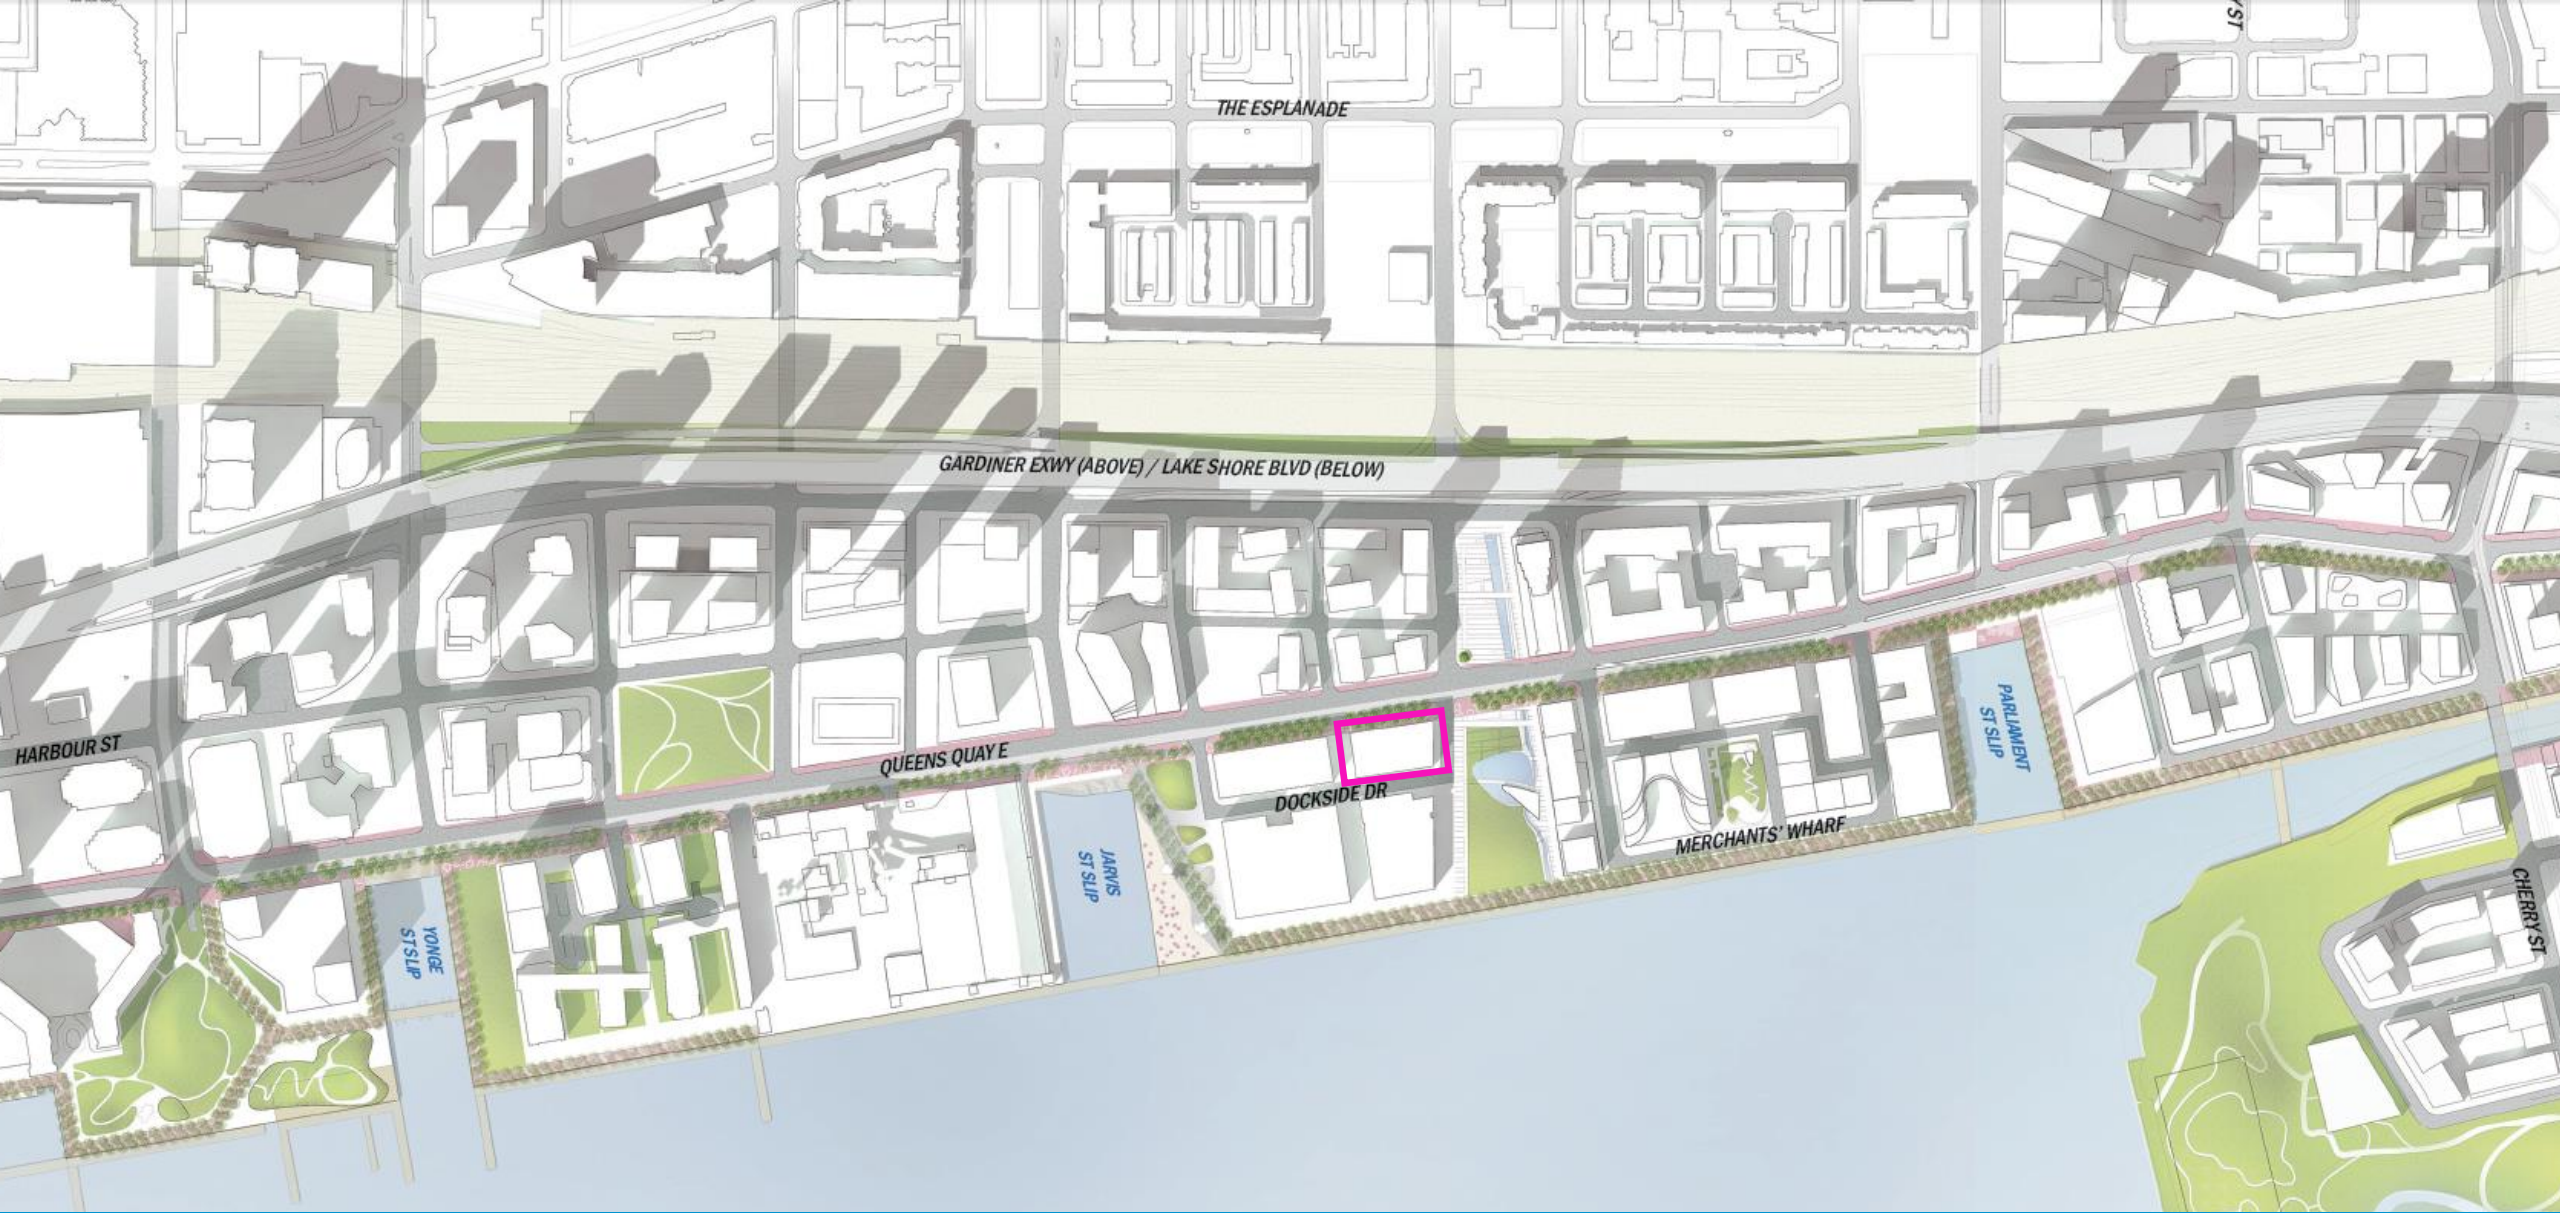 ST
THE ESPLANADE
GARDINER EXWY (ABOVE) / LAKE SHORE BLVD (BELOW)
HARBOUR ST
QUEENS QUAY E
DOCKSIDE DR
MERCHANTS' WHARF
PARLIAMENT
ST SLIP
JARVIS
ST SLIP
YONGE
ST SLIP
CHERRY ST